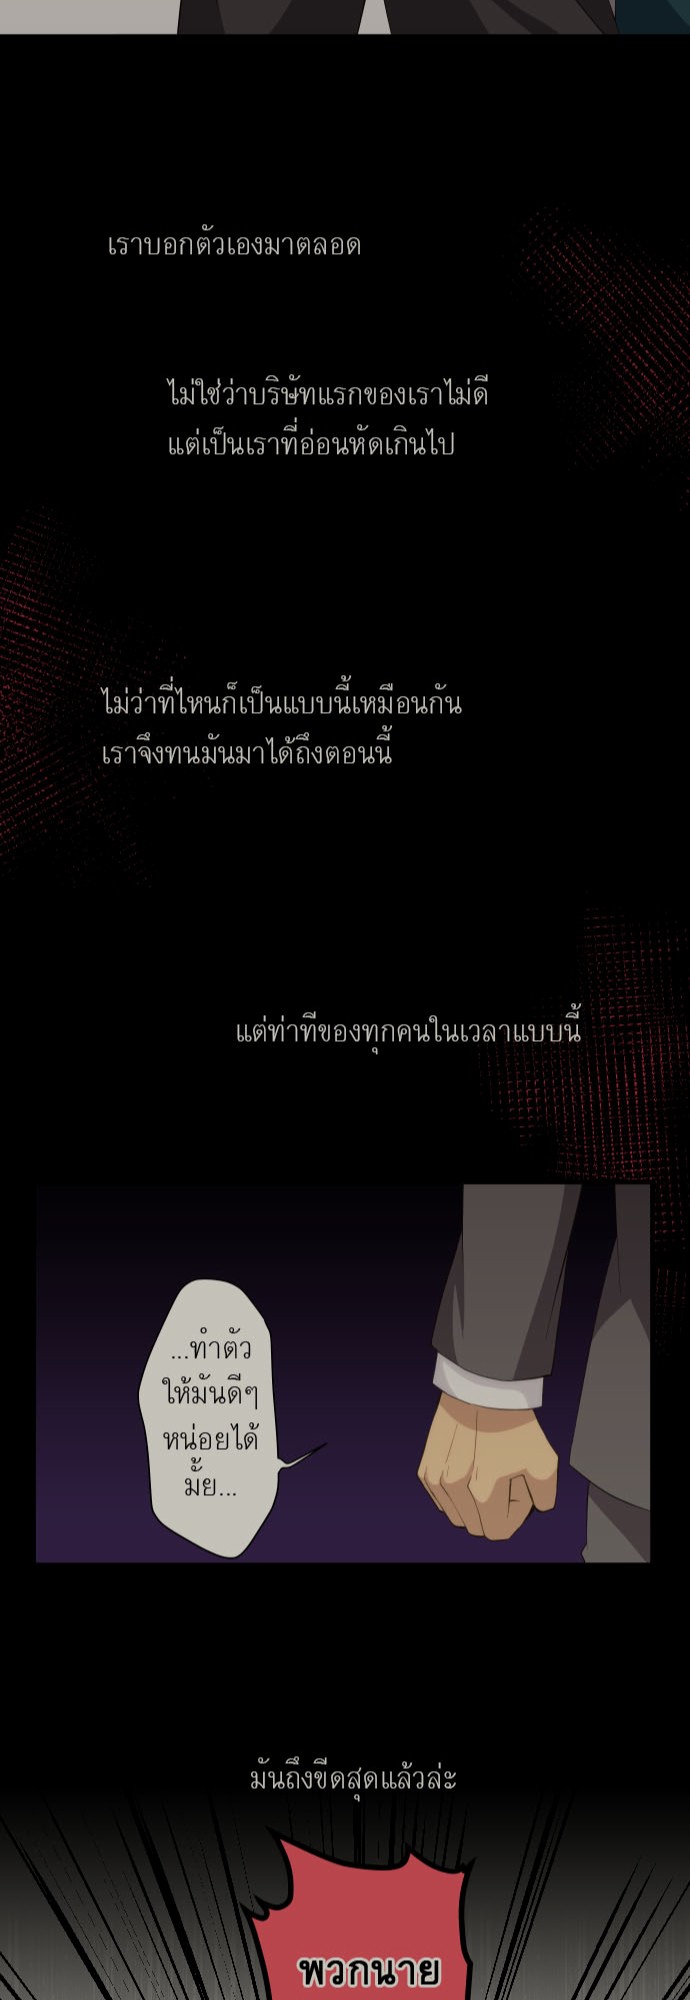 เราบอกตัวเองมาตลอด
ไม่ใช่ว่าบริษัทแรกของเราไม่ดี
แต่เป็นเราที่อ่อนหัดเกินไป
ไม่ว่าที่ไหนก็เป็นแบบนี้เหมือนกัน
เราจึงทนมันมาได้ถึงตอนนี้
แต่ท่าทีของทุกคนในเวลาแบบนี้
...ทำตัว
ให้มันดีๆ
หน่อยได้
มั้ย...
มันถึงขีดสุดแล้วล่ะ
พวกนาย